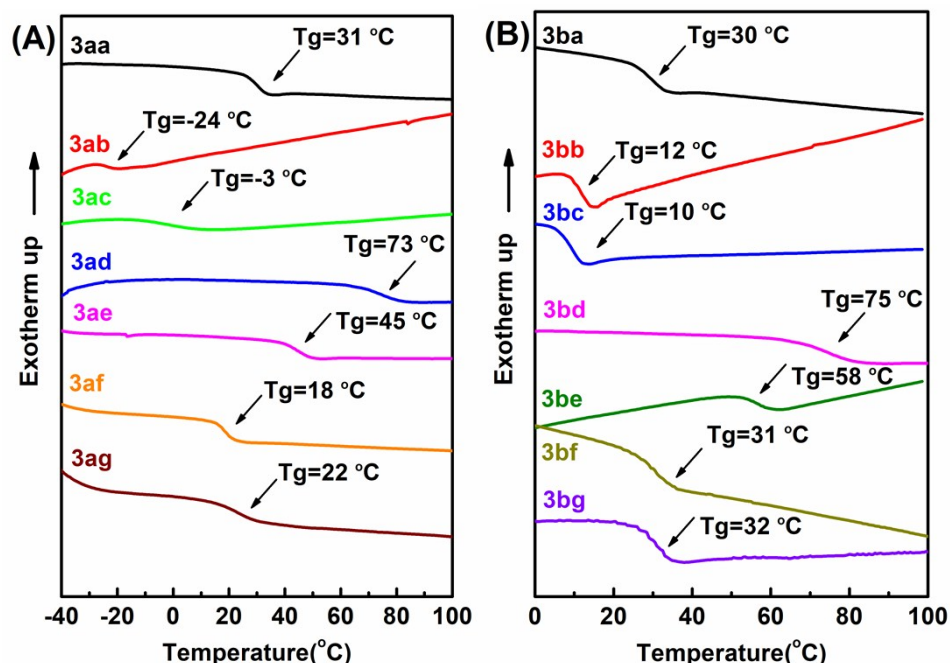 (A)
3aa
Tg=31 °C
Tg=-24 °C
3ab
Tg=-3 °C
3ac
Tg=73 °C
3ad
3ae
Tg=45 °C
3af
Tg=18 °C
Tg=22 °C
3ag
Exotherm up
-40 -20 0 20 40 60 80 100
Temperature(°C)
(B)
3ba
Tg=30 °C
3bb
Tg=12 °C
3bc
Tg=10 °C
3bd
Tg=75 °C
Tg=58 °C
3be
3bf
Tg=31 °C
3bg
Tg=32 °C
Exotherm up
0 20 40 60 80 100
Temperature(°C)